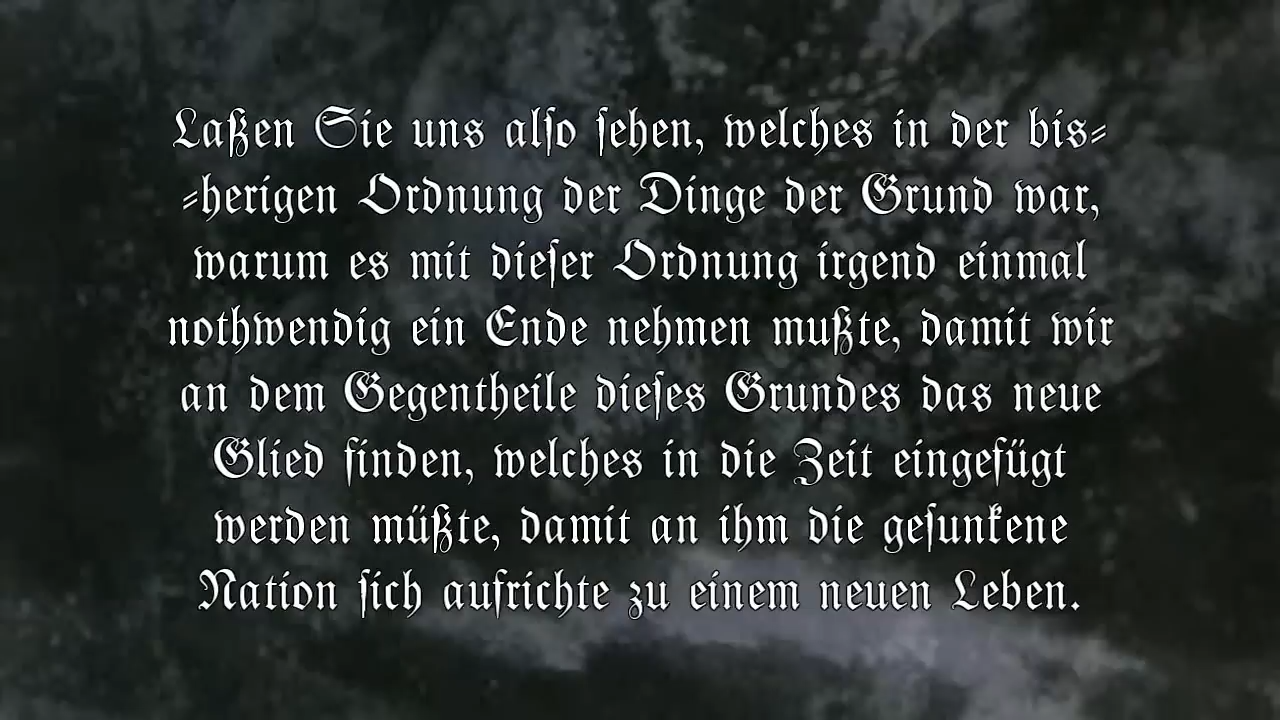 Laßen Sie uns alſo ſehen, welches in der bis⸗
⸗herigen Ordnung der Dinge der Grund war,
warum es mit dieſer Ordnung irgend einmal
nothwendig ein Ende nehmen mußte, damit wir
an dem Gegentheile dieſes Grundes das neue
Glied finden, welches in die Zeit eingefügt
werden müßte, damit an ihm die geſunkene
Nation ſich aufrichte zu einem neuen Leben.